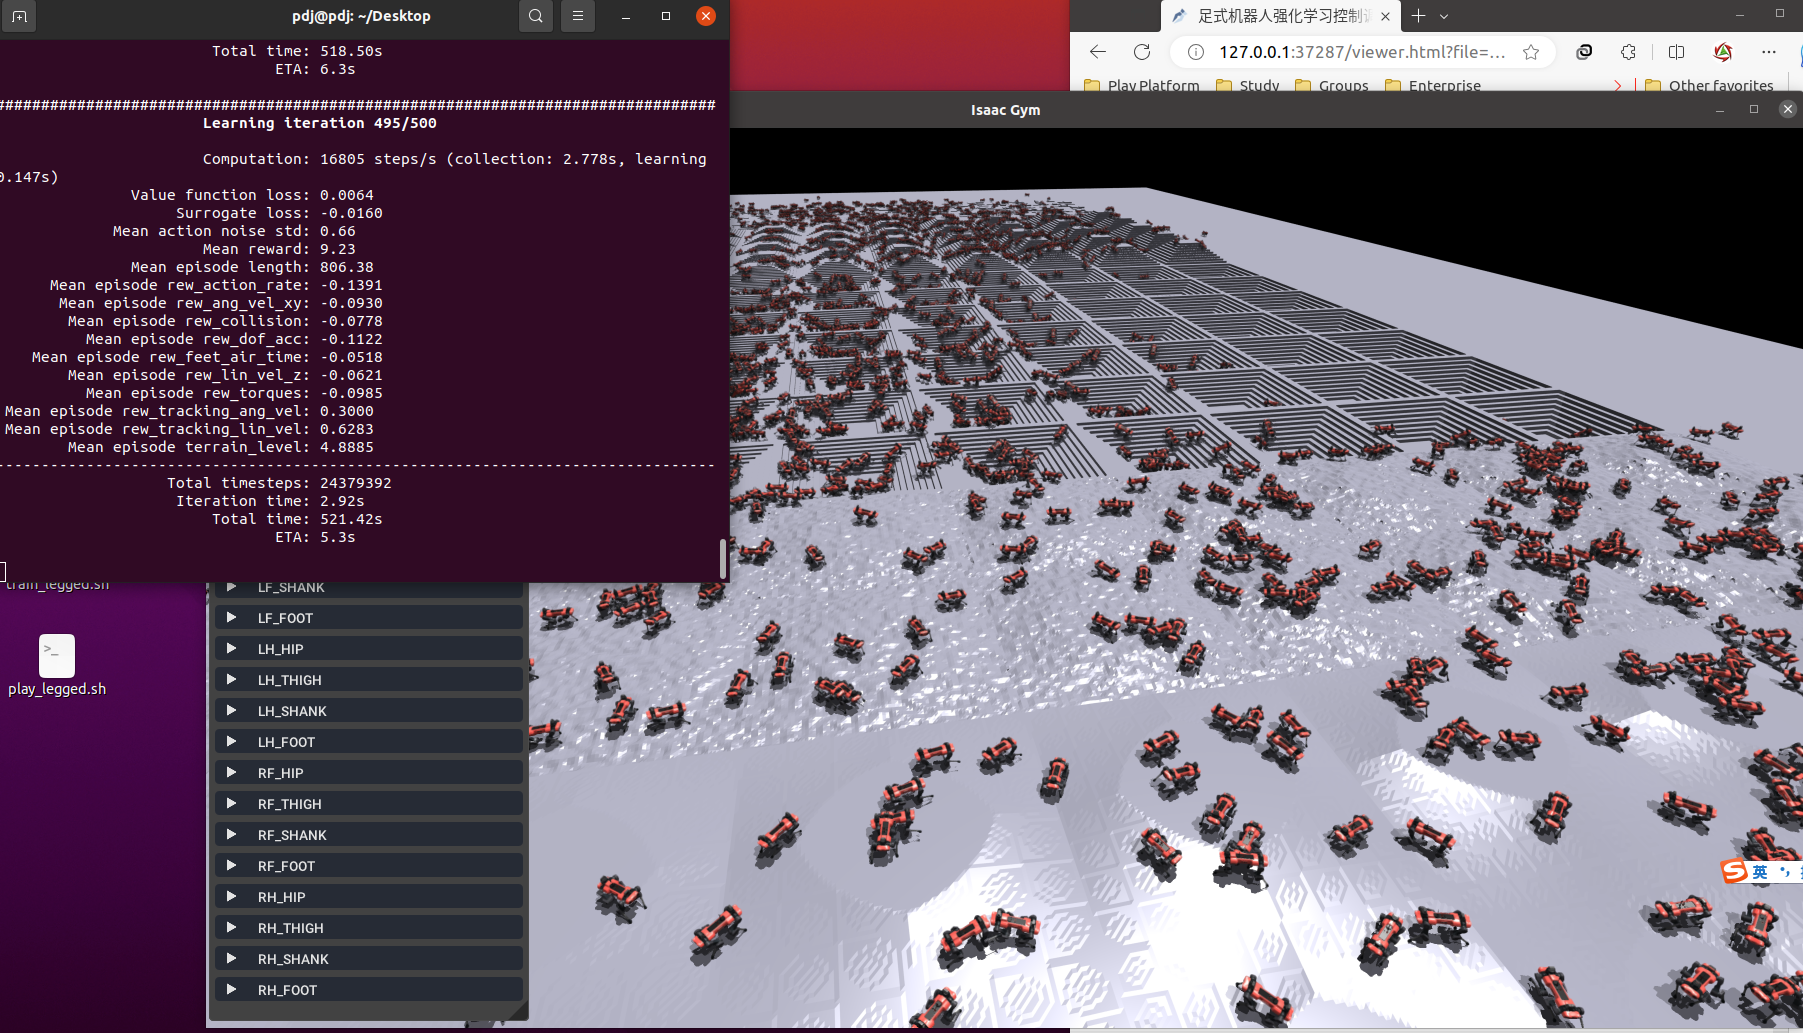 pdj@pdj: ~/Desktop
Total time: 518.50s
ETA: 6.3s
################################################################################
Learning iteration 495/500
Computation: 16805 steps/s (collection: 2.778s, learning
0.147s)
Value function loss: 0.0064
Surrogate loss: -0.0160
Mean action noise std: 0.66
Mean reward: 9.23
Mean episode length: 806.38
Mean episode rew_action_rate: -0.1391
Mean episode rew_ang_vel_xy: -0.0930
Mean episode rew_collision: -0.0778
Mean episode rew_dof_acc: -0.1122
Mean episode rew_feet_air_time: -0.0518
Mean episode rew_lin_vel_z: -0.0621
Mean episode rew_torques: -0.0985
Mean episode rew_tracking_ang_vel: 0.3000
Mean episode rew_tracking_lin_vel: 0.6283
Mean episode terrain_level: 4.8885
--------------------------------------------------------------------------------
Total timesteps: 24379392
Iteration time: 2.92s
Total time: 521.42s
ETA: 5.3s
足式机器人强化学习控制
127.0.0.1:37287/viewer.html?file=...
Play Platform
Study
Groups
Enterprise
Other favorites
Isaac Gym
train_legged.sh
play_legged.sh
LF_SHANK
LF_FOOT
LH_HIP
LH_THIGH
LH_SHANK
LH_FOOT
RF_HIP
RF_THIGH
RF_SHANK
RF_FOOT
RH_HIP
RH_THIGH
RH_SHANK
RH_FOOT
英